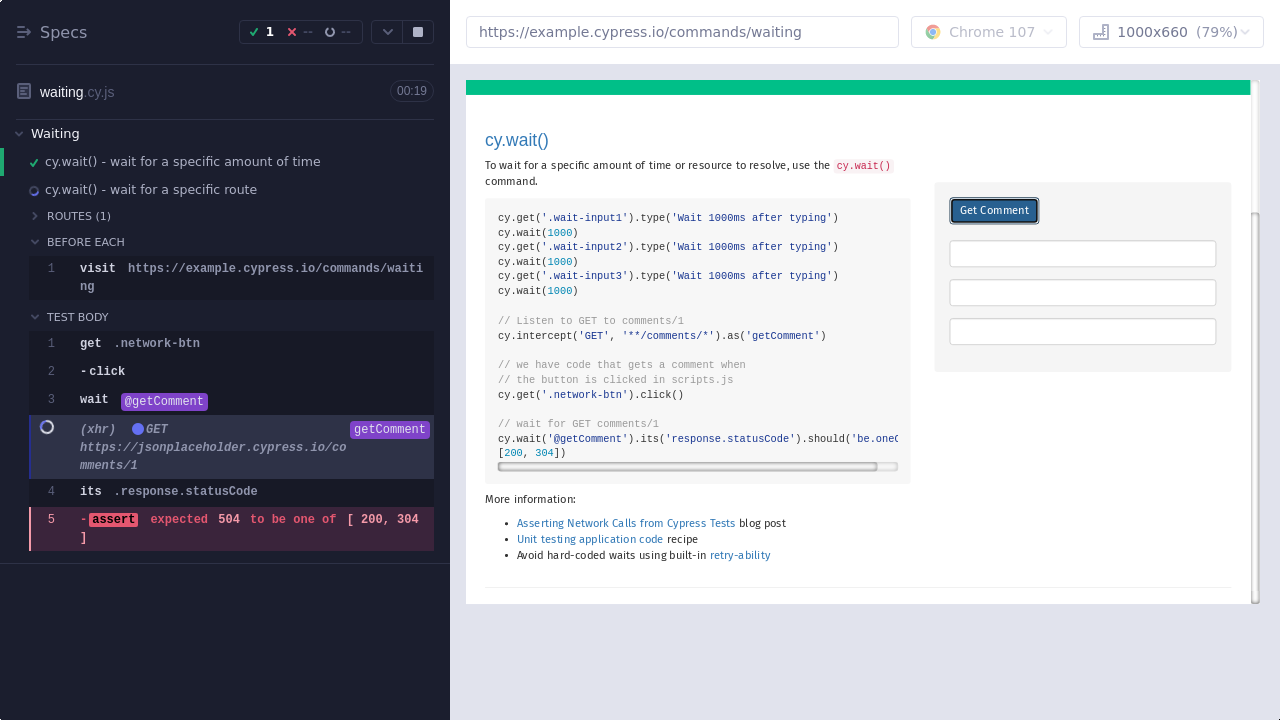 Specs
1 -- --
waiting.cy.js
00:19
Waiting
cy.wait() - wait for a specific amount of time
cy.wait() - wait for a specific route
ROUTES (1)
BEFORE EACH
1 visit https://example.cypress.io/commands/waiti
ng
TEST BODY
1 get .network-btn
2 -click
3 wait @getComment
(xhr) GET getComment
https://jsonplaceholder.cypress.io/co
mments/1
4 its .response.statusCode
5 -assert expected 504 to be one of [ 200, 304
]
https://example.cypress.io/commands/waiting
Chrome 107
1000x660 (79%)
cy.wait()
To wait for a specific amount of time or resource to resolve, use the cy.wait()
command.
cy.get('.wait-input1').type('Wait 1000ms after typing')
cy.wait(1000)
cy.get('.wait-input2').type('Wait 1000ms after typing')
cy.wait(1000)
cy.get('.wait-input3').type('Wait 1000ms after typing')
cy.wait(1000)
// Listen to GET to comments/1
cy.intercept('GET', '**/comments/*').as('getComment')
// we have code that gets a comment when
// the button is clicked in scripts.js
cy.get('.network-btn').click()
// wait for GET comments/1
cy.wait('@getComment').its('response.statusCode').should('be.oneO
[200, 304])
More information:
• Asserting Network Calls from Cypress Tests blog post
• Unit testing application code recipe
• Avoid hard-coded waits using built-in retry-ability
Get Comment